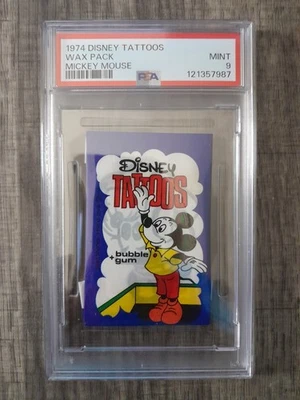 1974 DISNEY TATTOOS
WAX PACK
MICKEY MOUSE
MINT
9
PSA
121357987
DISNEY
TATTOOS
+ bubble
gum